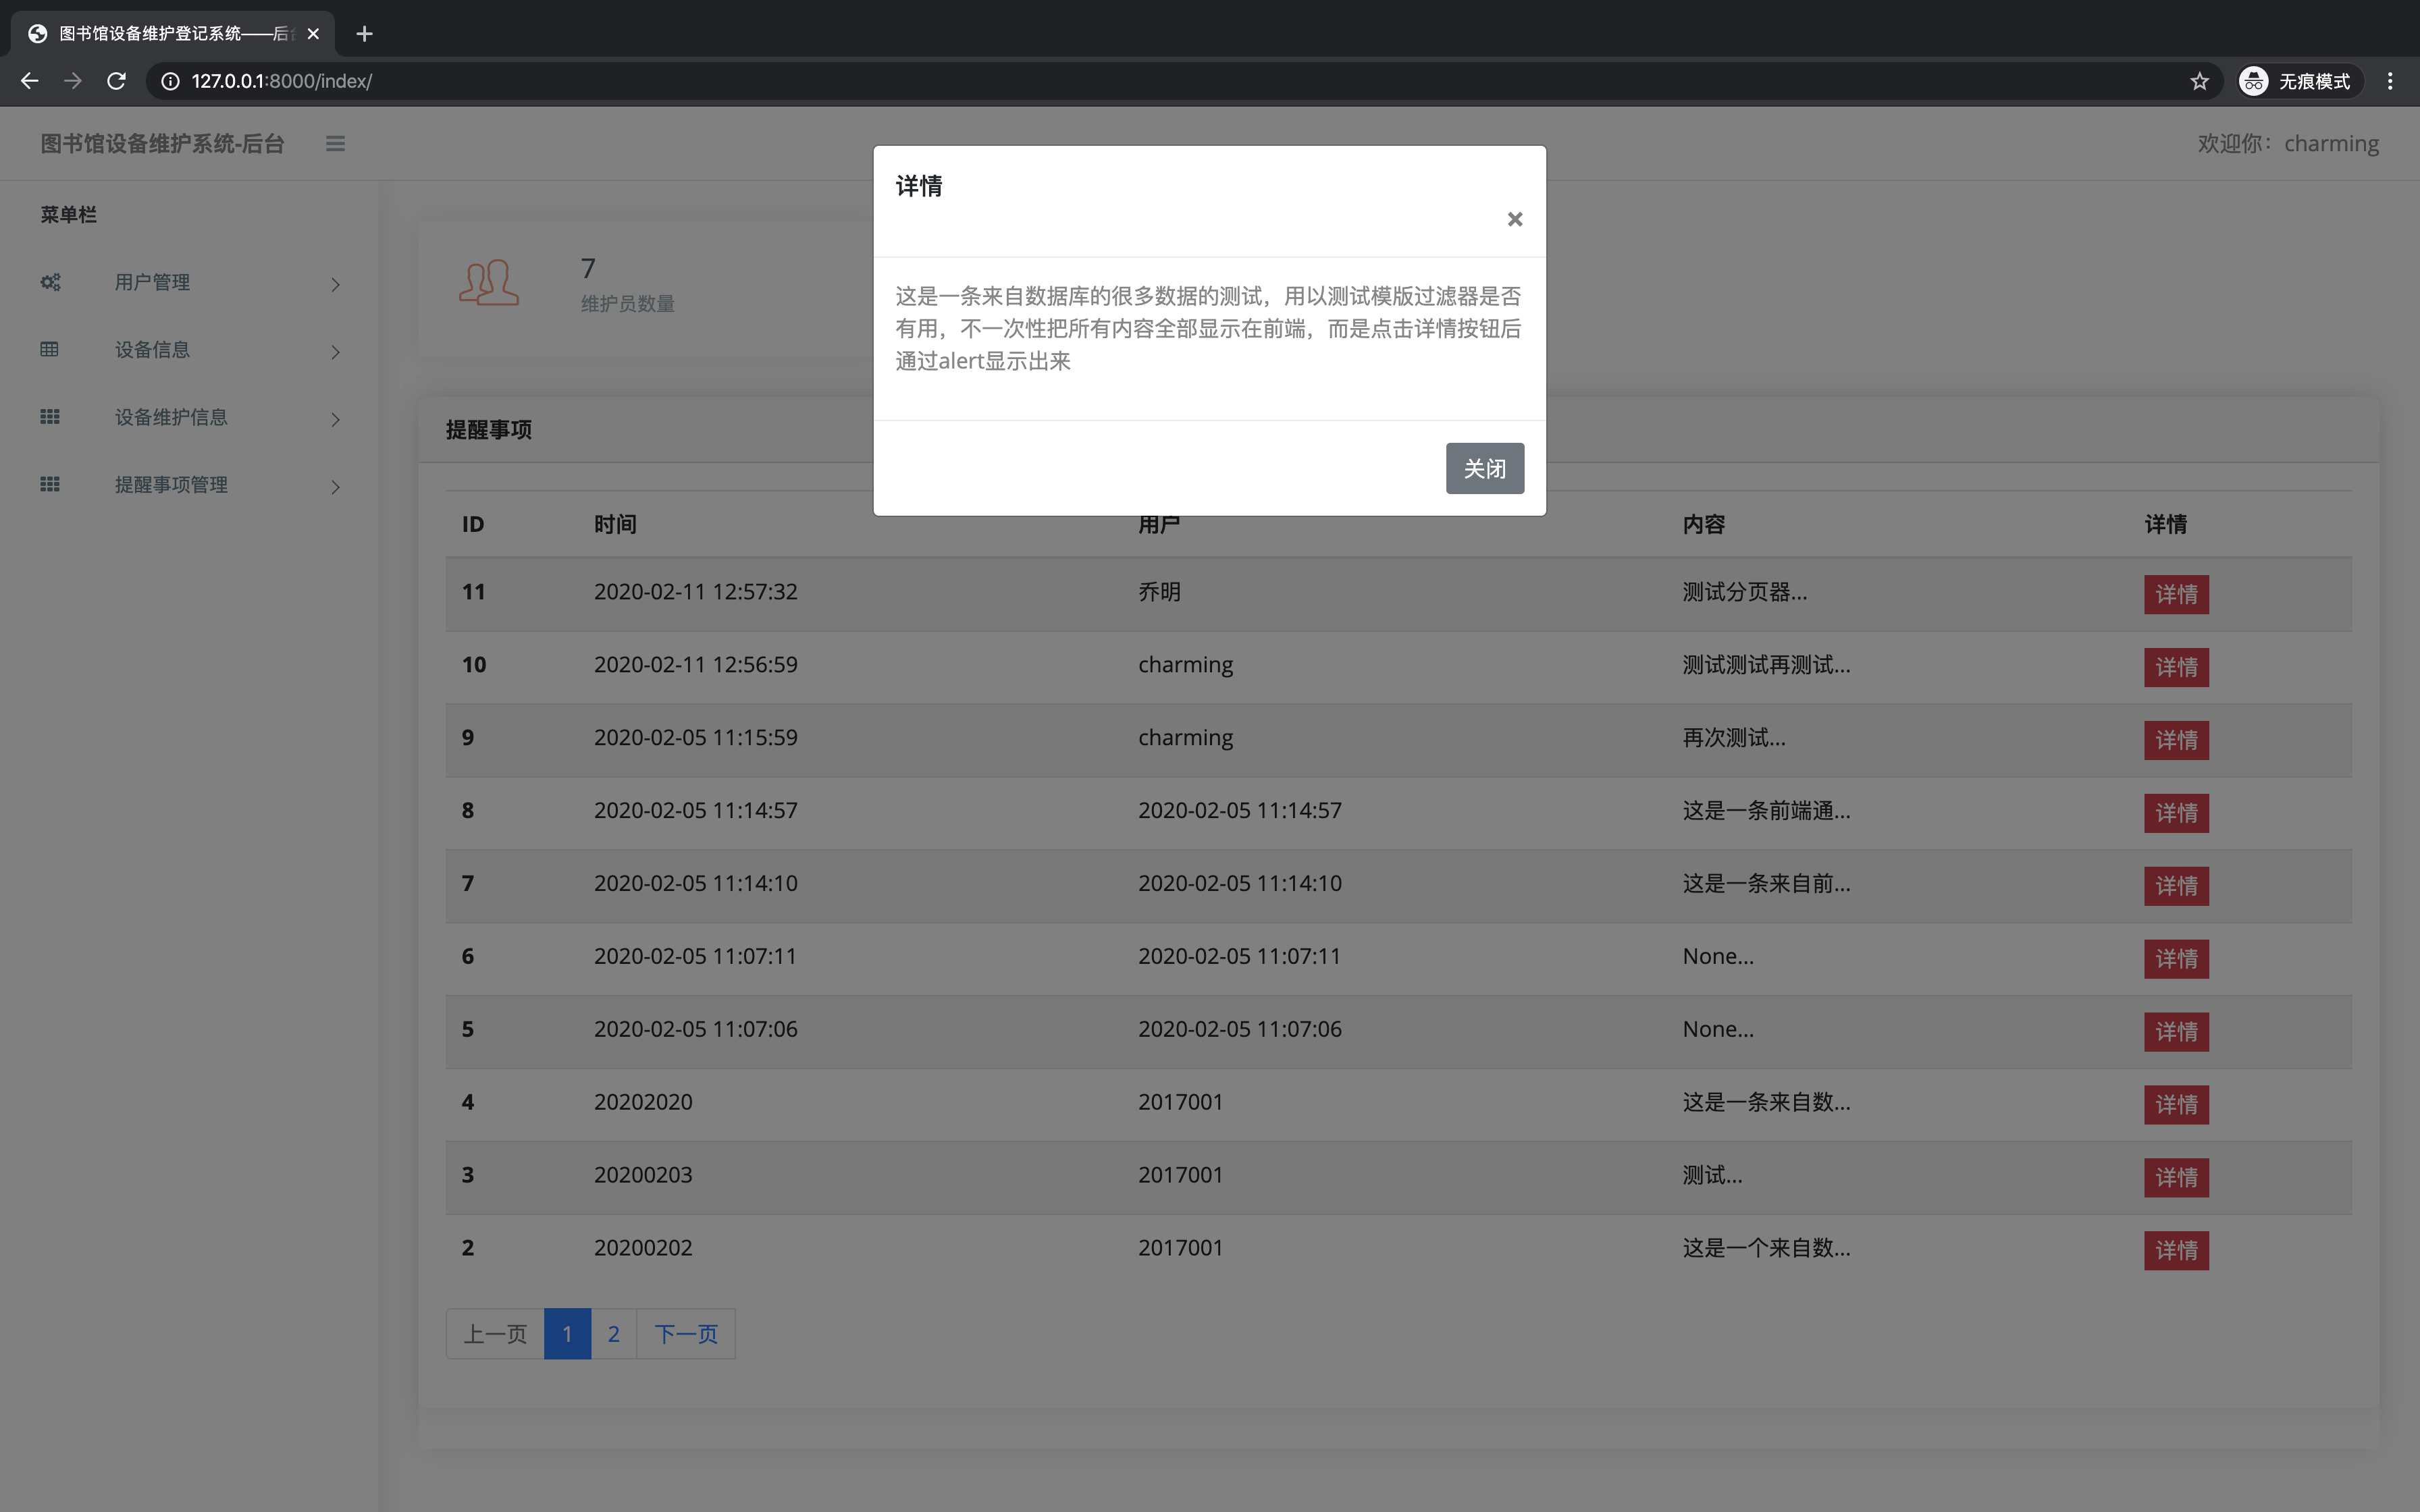 图书馆设备维护登记系统——后
127.0.0.1:8000/index/
无痕模式
图书馆设备维护系统-后台
欢迎你：charming
菜单栏
用户管理
设备信息
设备维护信息
提醒事项管理
7
维护员数量
详情
×
这是一条来自数据库的很多数据的测试，用以测试模版过滤器是否
有用，不一次性把所有内容全部显示在前端，而是点击详情按钮后
通过alert显示出来
关闭
提醒事项
ID 时间 用户 内容 详情
11 2020-02-11 12:57:32 乔明 测试分页器... 详情
10 2020-02-11 12:56:59 charming 测试测试再测试... 详情
9 2020-02-05 11:15:59 charming 再次测试... 详情
8 2020-02-05 11:14:57 2020-02-05 11:14:57 这是一条前端通... 详情
7 2020-02-05 11:14:10 2020-02-05 11:14:10 这是一条来自前... 详情
6 2020-02-05 11:07:11 2020-02-05 11:07:11 None... 详情
5 2020-02-05 11:07:06 2020-02-05 11:07:06 None... 详情
4 20202020 2017001 这是一条来自数... 详情
3 20200203 2017001 测试... 详情
2 20200202 2017001 这是一个来自数... 详情
上一页 1 2 下一页